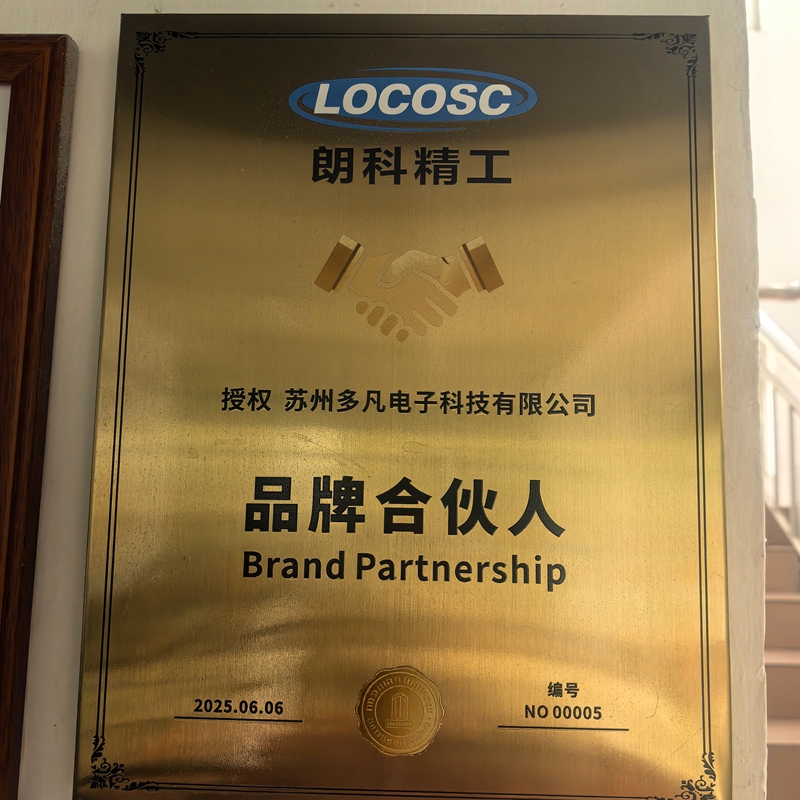 LOCOSC
朗科精工
授权 苏州多凡电子科技有限公司
品牌合伙人
Brand Partnership
2025.06.06
编号
NO 00005